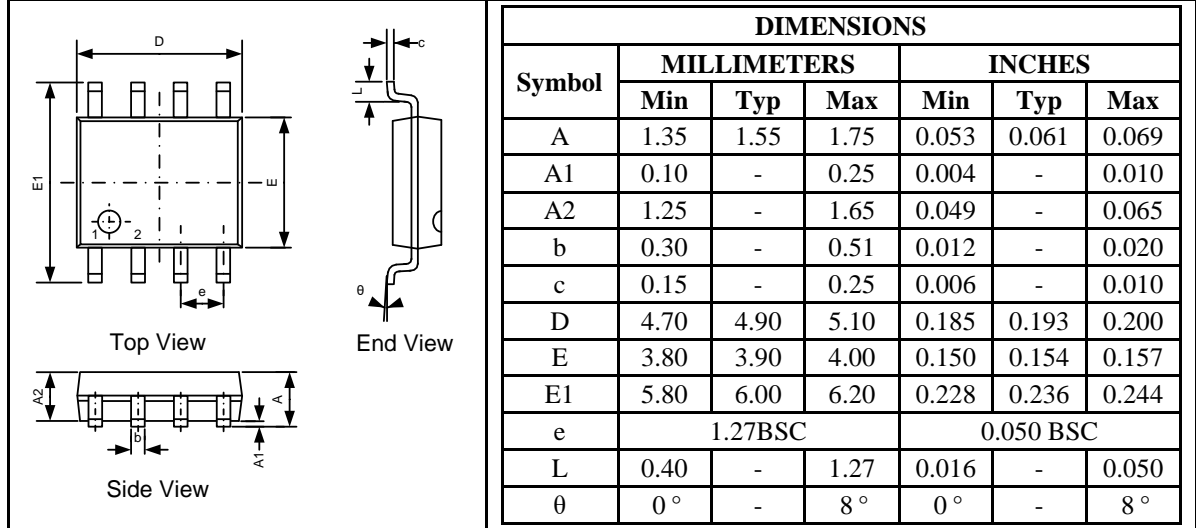 D
c
L
E1
E
1 2
e
θ
Top View
End View
A2
A
b
A1
Side View
DIMENSIONS
Symbol MILLIMETERS INCHES
Min Typ Max Min Typ Max
A 1.35 1.55 1.75 0.053 0.061 0.069
A1 0.10 - 0.25 0.004 - 0.010
A2 1.25 - 1.65 0.049 - 0.065
b 0.30 - 0.51 0.012 - 0.020
c 0.15 - 0.25 0.006 - 0.010
D 4.70 4.90 5.10 0.185 0.193 0.200
E 3.80 3.90 4.00 0.150 0.154 0.157
E1 5.80 6.00 6.20 0.228 0.236 0.244
e 1.27BSC 0.050 BSC
L 0.40 - 1.27 0.016 - 0.050
θ 0 ° - 8 ° 0 ° - 8 °